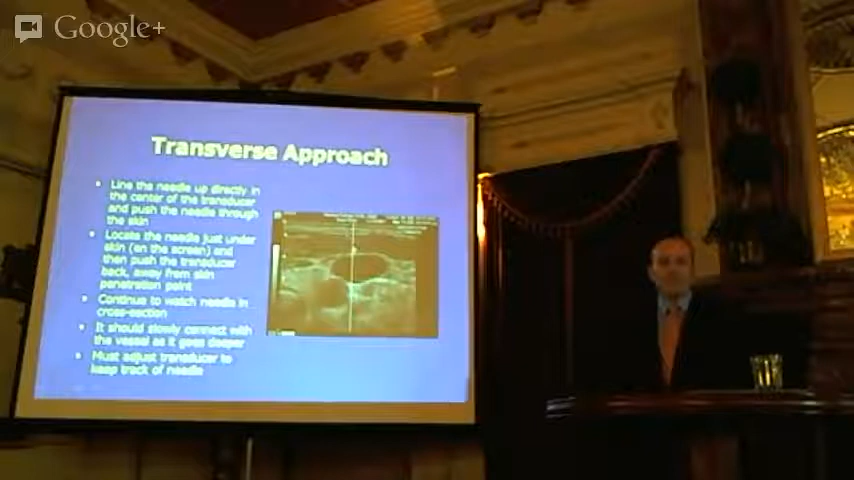 Google+
Transverse Approach
Line the needle up directly in
the center of the transducer
and push the needle through
the skin
Locate the needle just under
skin (on the screen) and
then push the transducer
back, away from skin
penetration point
Continue to watch needle in
cross-section
It should slowly connect with
the vessel as it goes deeper
Must adjust transducer to
keep track of needle